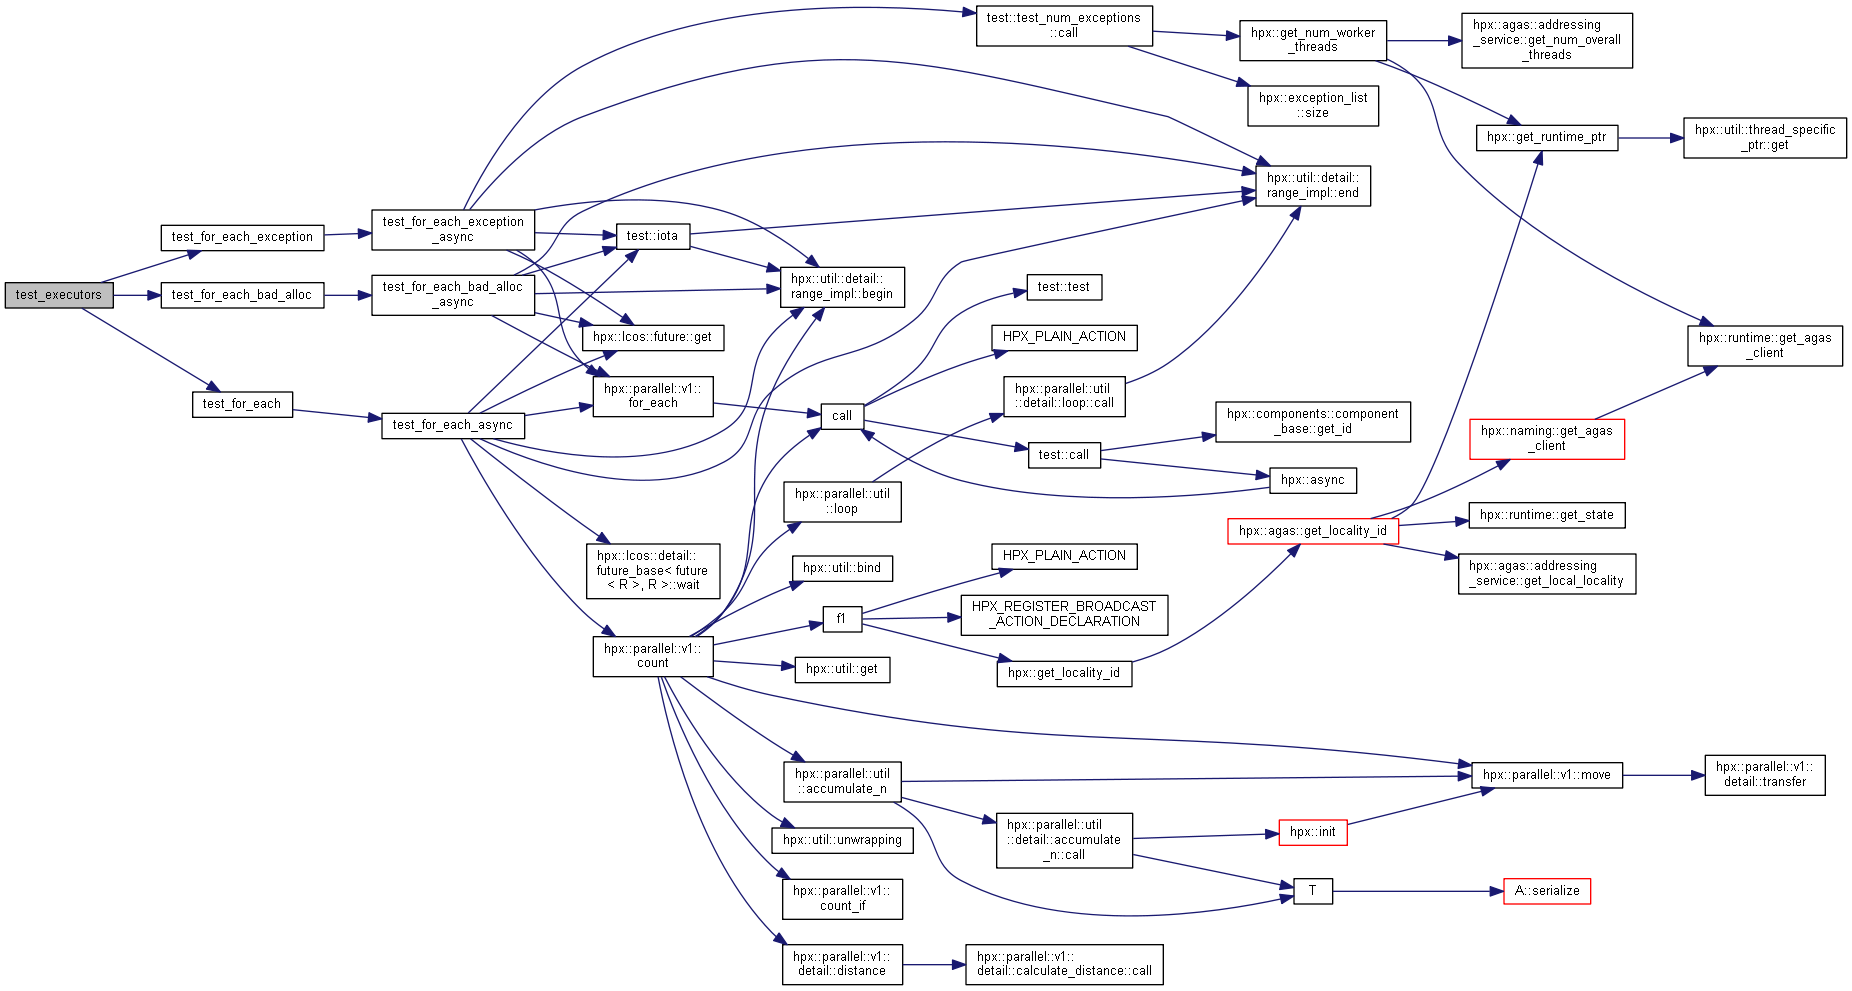 test_executors
test_for_each_exception
test_for_each_bad_alloc
test_for_each
test_for_each_exception
_async
test_for_each_bad_alloc
_async
test_for_each_async
test::iota
hpx::lcos::future::get
hpx::parallel::v1::
for_each
hpx::lcos::detail::
future_base< future
< R >, R >::wait
hpx::parallel::v1::
count
hpx::util::detail::
range_impl::begin
call
hpx::parallel::util
::loop
hpx::util::bind
f1
hpx::util::get
hpx::parallel::util
::accumulate_n
hpx::util::unwrapping
hpx::parallel::v1::
count_if
hpx::parallel::v1::
detail::distance
test::test_num_exceptions
::call
test::test
HPX_PLAIN_ACTION
hpx::parallel::util
::detail::loop::call
test::call
HPX_PLAIN_ACTION
HPX_REGISTER_BROADCAST
_ACTION_DECLARATION
hpx::get_locality_id
hpx::parallel::util
::detail::accumulate
_n::call
hpx::parallel::v1::
detail::calculate_distance::call
hpx::get_num_worker
_threads
hpx::exception_list
::size
hpx::util::detail::
range_impl::end
hpx::components::component
_base::get_id
hpx::async
hpx::agas::get_locality_id
hpx::init
T
hpx::agas::addressing
_service::get_num_overall
_threads
hpx::get_runtime_ptr
hpx::naming::get_agas
_client
hpx::runtime::get_state
hpx::agas::addressing
_service::get_local_locality
hpx::parallel::v1::move
A::serialize
hpx::util::thread_specific
_ptr::get
hpx::runtime::get_agas
_client
hpx::parallel::v1::
detail::transfer